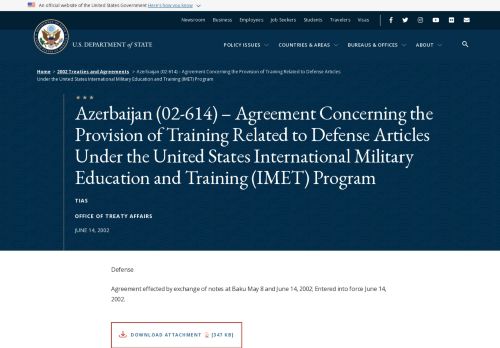 An official website of the United States Government Here's how you know
Newsroom Business Employers Job Seekers Students Travelers Visas
U.S. DEPARTMENT of STATE
POLICY ISSUES COUNTRIES & AREAS BUREAUS & OFFICES ABOUT
Home > 2002 Treaties and Agreements > Azerbaijan (02-614) – Agreement Concerning the Provision of Training Related to Defense Articles
Under the United States International Military Education and Training (IMET) Program
Azerbaijan (02-614) – Agreement Concerning the
Provision of Training Related to Defense Articles
Under the United States International Military
Education and Training (IMET) Program
TIAS
OFFICE OF TREATY AFFAIRS
JUNE 14, 2002
Defense
Agreement effected by exchange of notes at Baku May 8 and June 14, 2002; Entered into force June 14,
2002.
DOWNLOAD ATTACHMENT [347 KB]